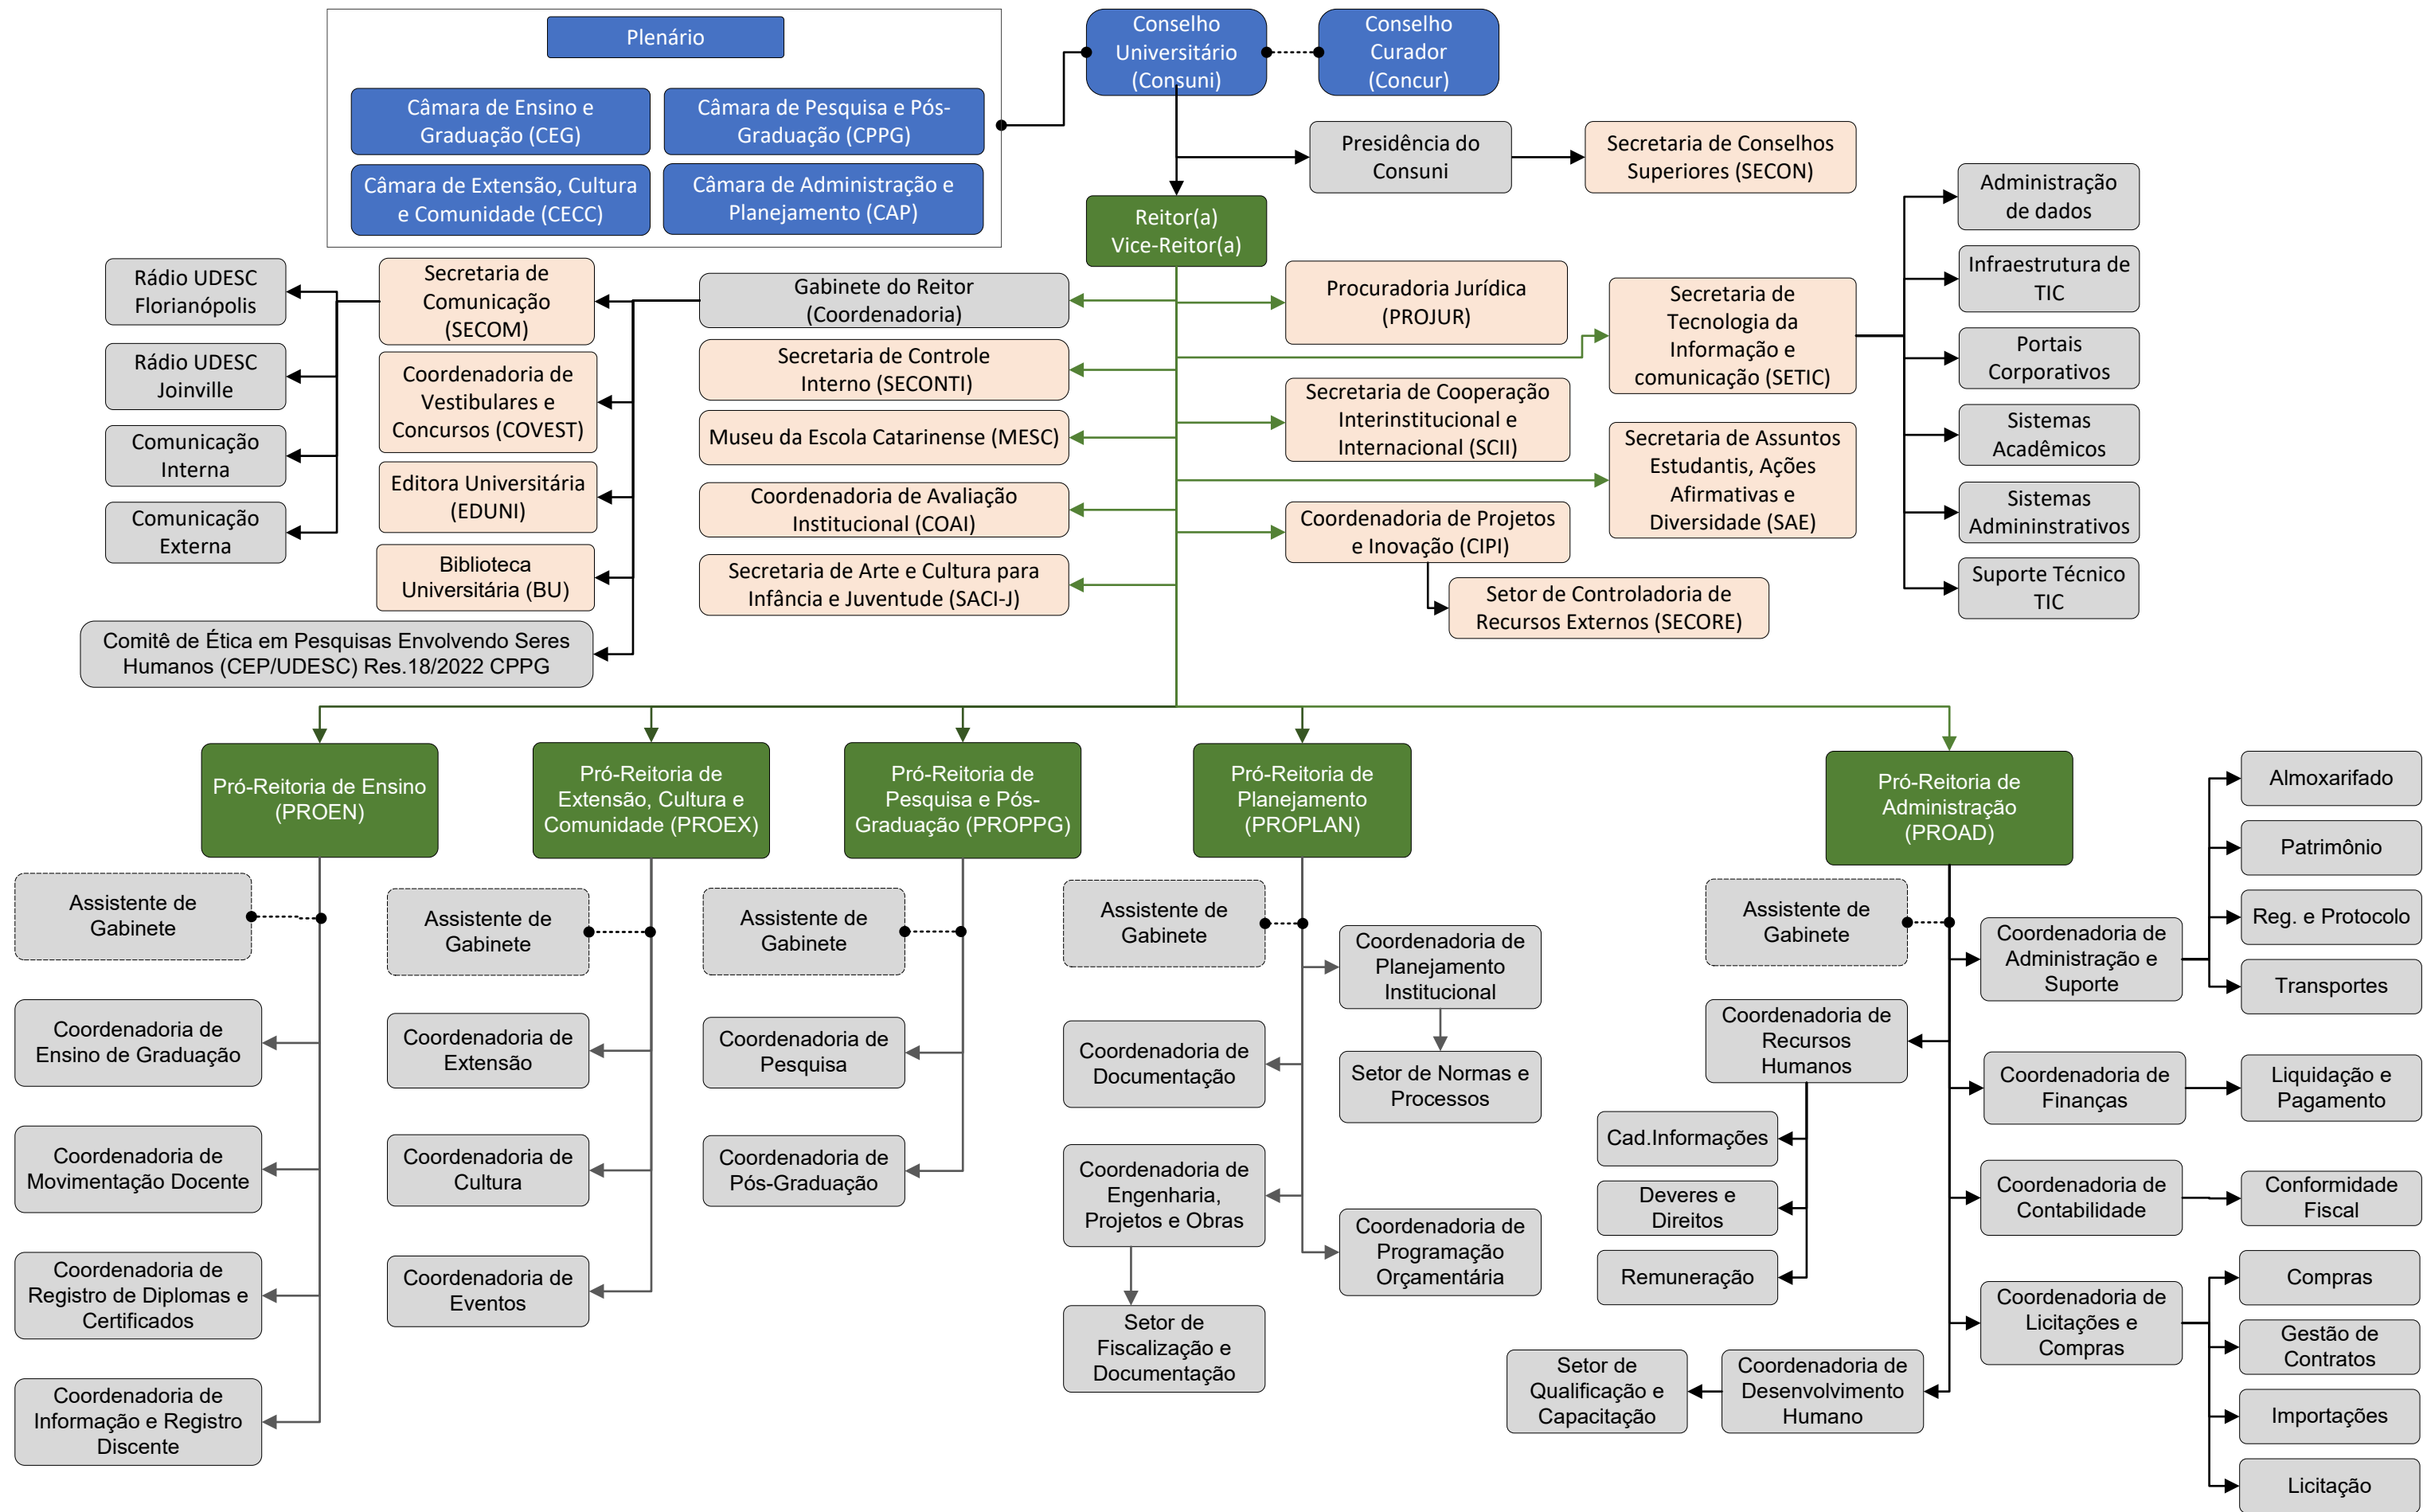 Plenário
Câmara de Ensino e
Graduação (CEG)
Câmara de Pesquisa e Pós-
Graduação (CPPG)
Câmara de Extensão, Cultura
e Comunidade (CECC)
Câmara de Administração e
Planejamento (CAP)
Conselho
Universitário
(Consuni)
Conselho
Curador
(Concur)
Presidência do
Consuni
Secretaria de Conselhos
Superiores (SECON)
Reitor(a)
Vice-Reitor(a)
Rádio UDESC
Florianópolis
Rádio UDESC
Joinville
Comunicação
Interna
Comunicação
Externa
Secretaria de
Comunicação
(SECOM)
Coordenadoria de
Vestibulares e
Concursos (COVEST)
Editora Universitária
(EDUNI)
Biblioteca
Universitária (BU)
Comitê de Ética em Pesquisas Envolvendo Seres
Humanos (CEP/UDESC) Res.18/2022 CPPG
Gabinete do Reitor
(Coordenadoria)
Secretaria de Controle
Interno (SECONTI)
Museu da Escola Catarinense (MESC)
Coordenadoria de Avaliação
Institucional (COAI)
Secretaria de Arte e Cultura para
Infância e Juventude (SACI-J)
Procuradoria Jurídica
(PROJUR)
Secretaria de Cooperação
Interinstitucional e
Internacional (SCII)
Coordenadoria de Projetos
e Inovação (CIPI)
Setor de Controladoria de
Recursos Externos (SECORE)
Secretaria de
Tecnologia da
Informação e
comunicação (SETIC)
Secretaria de Assuntos
Estudantis, Ações
Afirmativas e
Diversidade (SAE)
Administração
de dados
Infraestrutura de
TIC
Portais
Corporativos
Sistemas
Acadêmicos
Sistemas
Admininstrativos
Suporte Técnico
TIC
Pró-Reitoria de Ensino
(PROEN)
Assistente de
Gabinete
Coordenadoria de
Ensino de Graduação
Coordenadoria de
Movimentação Docente
Coordenadoria de
Registro de Diplomas e
Certificados
Coordenadoria de
Informação e Registro
Discente
Pró-Reitoria de
Extensão, Cultura e
Comunidade (PROEX)
Assistente de
Gabinete
Coordenadoria de
Extensão
Coordenadoria de
Cultura
Coordenadoria de
Eventos
Pró-Reitoria de
Pesquisa e Pós-
Graduação (PROPPG)
Assistente de
Gabinete
Coordenadoria de
Pesquisa
Coordenadoria de
Pós-Graduação
Pró-Reitoria de
Planejamento
(PROPLAN)
Assistente de
Gabinete
Coordenadoria de
Planejamento
Institucional
Setor de Normas e
Processos
Coordenadoria de
Documentação
Coordenadoria de
Engenharia,
Projetos e Obras
Setor de
Fiscalização e
Documentação
Coordenadoria de
Programação
Orçamentária
Pró-Reitoria de
Administração
(PROAD)
Assistente de
Gabinete
Coordenadoria de
Administração e
Suporte
Almoxarifado
Patrimônio
Reg. e Protocolo
Transportes
Coordenadoria de
Recursos
Humanos
Cad.Informações
Deveres e
Direitos
Remuneração
Coordenadoria de
Finanças
Liquidação e
Pagamento
Coordenadoria de
Contabilidade
Conformidade
Fiscal
Coordenadoria de
Licitações e
Compras
Compras
Gestão de
Contratos
Importações
Licitação
Coordenadoria de
Desenvolvimento
Humano
Setor de
Qualificação e
Capacitação